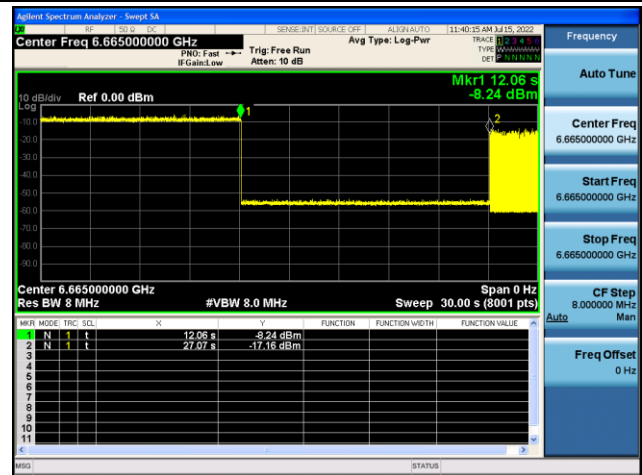 Agilent Spectrum Analyzer - Swept SA
RF 50 Ω DC SENSE:INT SOURCE OFF ALIGN AUTO 11:40:15 AM Jul 15, 2022
Center Freq 6.665000000 GHz
PNO: Fast
IFGain:Low
Trig: Free Run
Atten: 10 dB
Avg Type: Log-Pwr
TRACE 1 2 3 4 5 6
TYPE
DET P N N N N N
Mkr1 12.06 s
-8.24 dBm
10 dB/div Ref 0.00 dBm
Log
1
2
-10.0
-20.0
-30.0
-40.0
-50.0
-60.0
-70.0
-80.0
-90.0
Center 6.665000000 GHz Span 0 Hz
Res BW 8 MHz #VBW 8.0 MHz Sweep 30.00 s (8001 pts)
MKR MODE TRC SCL X Y FUNCTION FUNCTION WIDTH FUNCTION VALUE
1 N 1 t 12.06 s -8.24 dBm
2 N 1 t 27.07 s -17.16 dBm
3
4
5
6
7
8
9
10
11
MSG STATUS
Frequency
Auto Tune
Center Freq
6.665000000 GHz
Start Freq
6.665000000 GHz
Stop Freq
6.665000000 GHz
CF Step
8.000000 MHz
Auto Man
Freq Offset
0 Hz